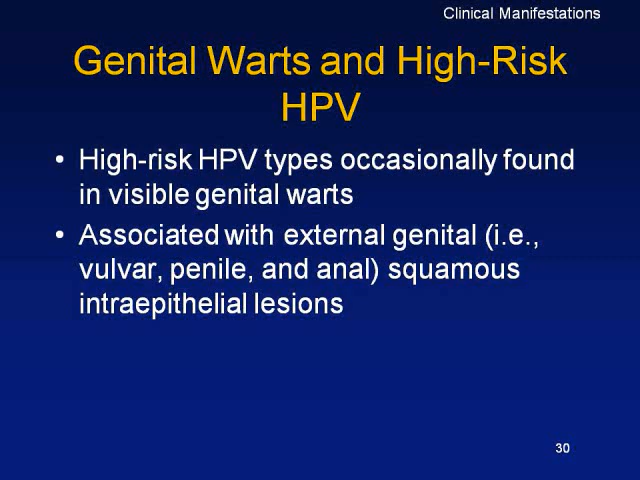 Clinical Manifestations
Genital Warts and High-Risk
HPV
• High-risk HPV types occasionally found
in visible genital warts
• Associated with external genital (i.e.,
vulvar, penile, and anal) squamous
intraepithelial lesions
30